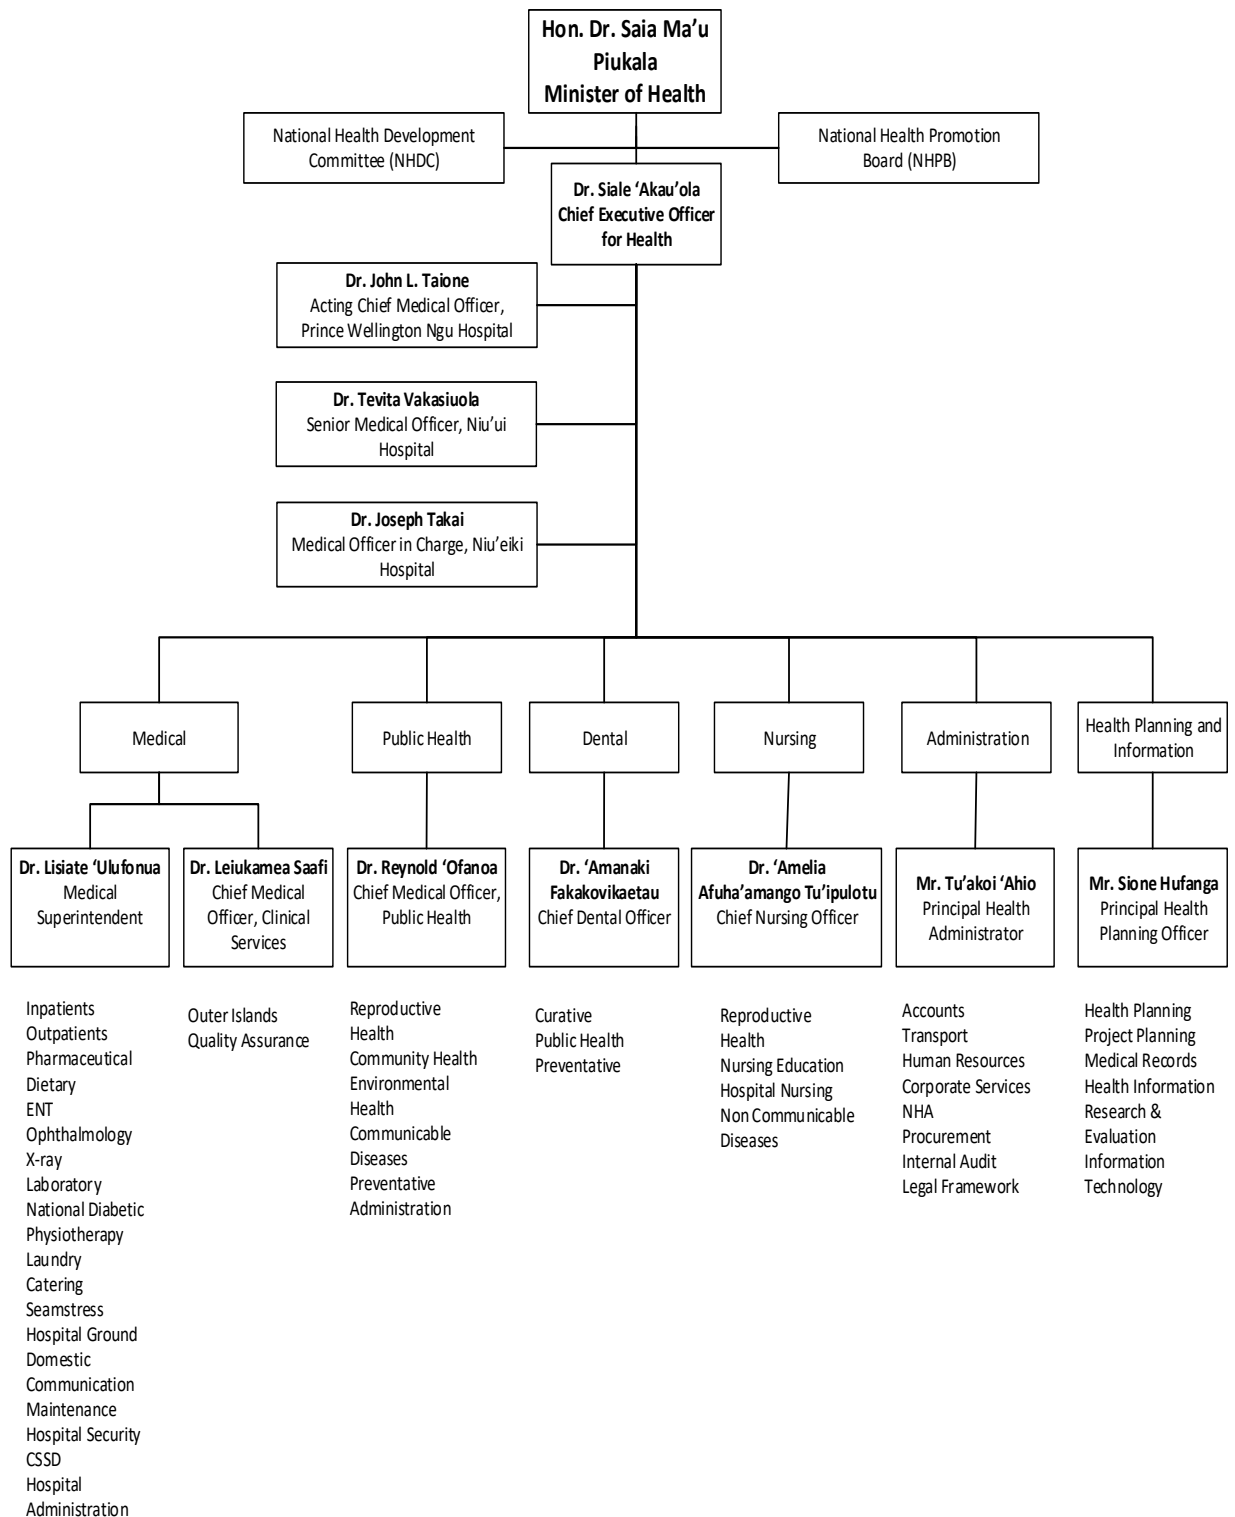 Hon. Dr. Saia Ma’u
Piukala
Minister of Health
National Health Development
Committee (NHDC)
National Health Promotion
Board (NHPB)
Dr. Siale ‘Akau’ola
Chief Executive Officer
for Health
Dr. John L. Taione
Acting Chief Medical Officer,
Prince Wellington Ngu Hospital
Dr. Tevita Vakasiuola
Senior Medical Officer, Niu’ui
Hospital
Dr. Joseph Takai
Medical Officer in Charge, Niu’eiki
Hospital
Medical
Public Health
Dental
Nursing
Administration
Health Planning and
Information
Dr. Lisiate ‘Ulufonua
Medical
Superintendent
Dr. Leiukamea Saafi
Chief Medical
Officer, Clinical
Services
Dr. Reynold ‘Ofanoa
Chief Medical Officer,
Public Health
Dr. ‘Amanaki
Fakakovikaetau
Chief Dental Officer
Dr. ‘Amelia
Afuha’amango Tu’ipulotu
Chief Nursing Officer
Mr. Tu’akoi ‘Ahio
Principal Health
Administrator
Mr. Sione Hufanga
Principal Health
Planning Officer
Inpatients
Outpatients
Pharmaceutical
Dietary
ENT
Ophthalmology
X-ray
Laboratory
National Diabetic
Physiotherapy
Laundry
Catering
Seamstress
Hospital Ground
Domestic
Communication
Maintenance
Hospital Security
CSSD
Hospital
Administration
Outer Islands
Quality Assurance
Reproductive
Health
Community Health
Environmental
Health
Communicable
Diseases
Preventative
Administration
Curative
Public Health
Preventative
Reproductive
Health
Nursing Education
Hospital Nursing
Non Communicable
Diseases
Accounts
Transport
Human Resources
Corporate Services
NHA
Procurement
Internal Audit
Legal Framework
Health Planning
Project Planning
Medical Records
Health Information
Research &
Evaluation
Information
Technology